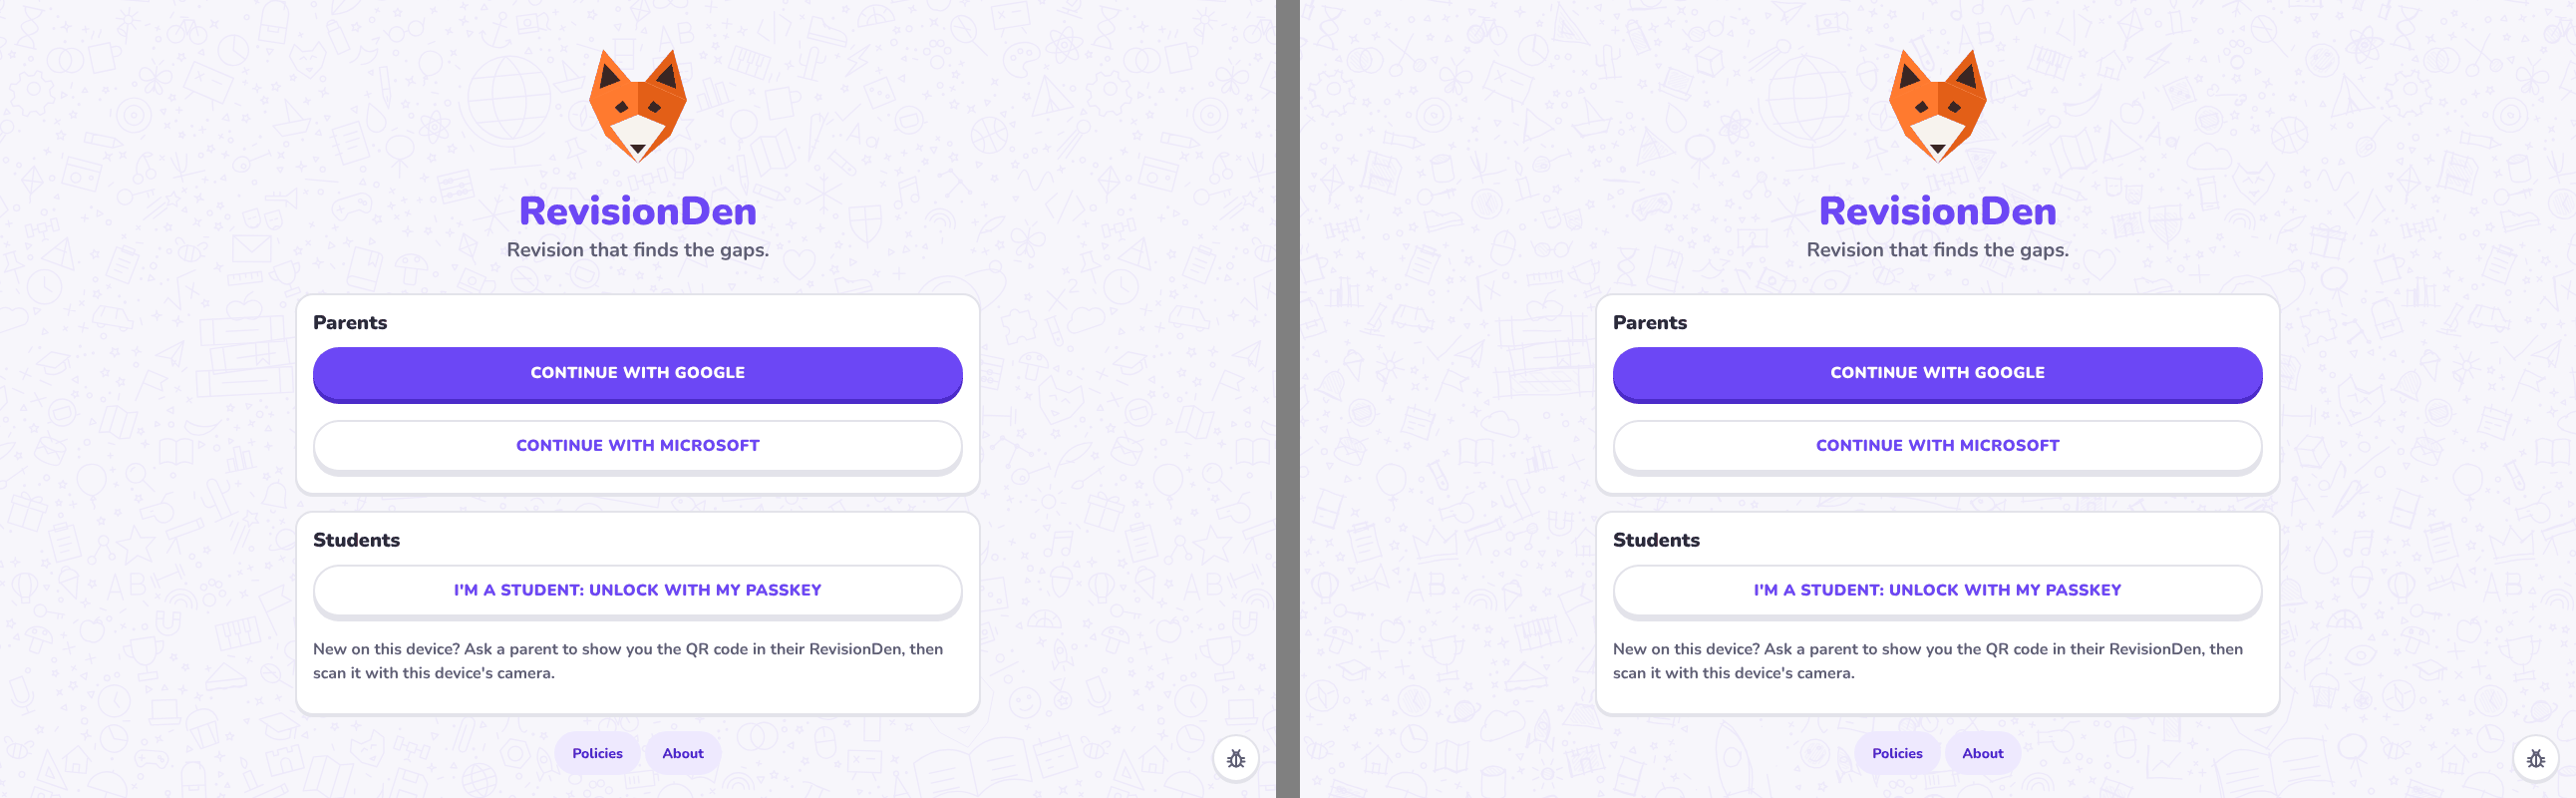 RevisionDen
Revision that finds the gaps.
Parents
CONTINUE WITH GOOGLE
CONTINUE WITH MICROSOFT
Students
I'M A STUDENT: UNLOCK WITH MY PASSKEY
New on this device? Ask a parent to show you the QR code in their RevisionDen, then
scan it with this device's camera.
Policies About
RevisionDen
Revision that finds the gaps.
Parents
CONTINUE WITH GOOGLE
CONTINUE WITH MICROSOFT
Students
I'M A STUDENT: UNLOCK WITH MY PASSKEY
New on this device? Ask a parent to show you the QR code in their RevisionDen, then
scan it with this device's camera.
Policies About